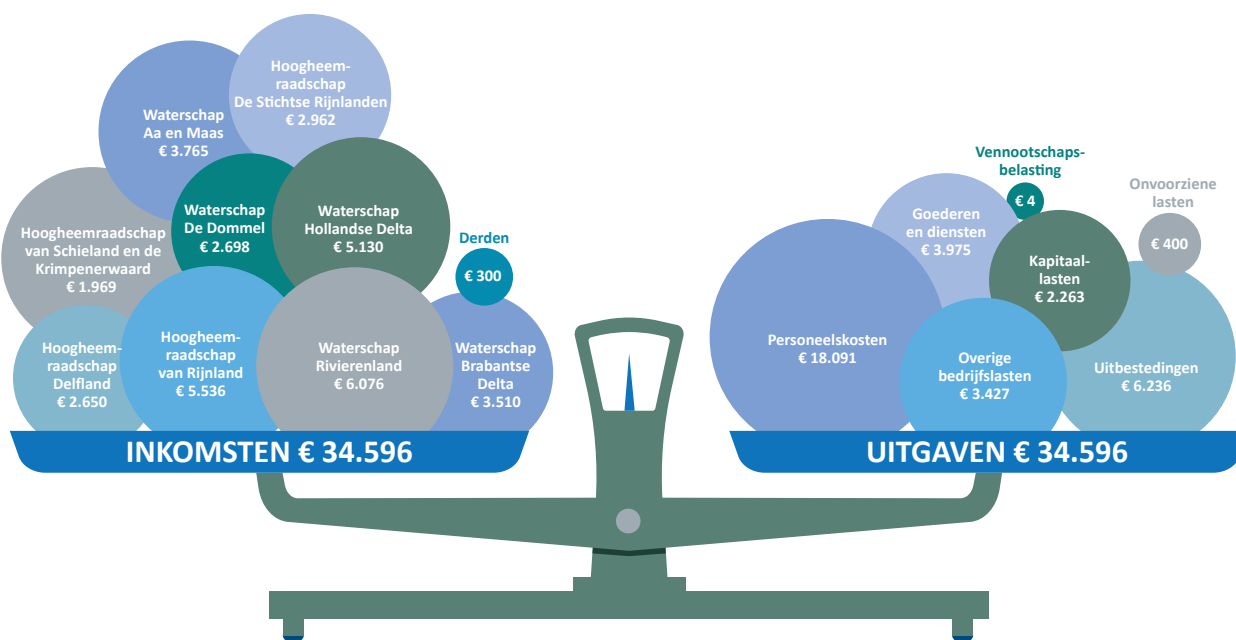 Hoogheem-
raadschap
De Stichtse Rijnlanden
€ 2.962
Waterschap
Aa en Maas
€ 3.765
Waterschap
De Dommel
€ 2.698
Waterschap
Hollandse Delta
€ 5.130
Hoogheemraadschap
van Schieland en de
Krimpenerwaard
€ 1.969
Derden
€ 300
Hoogheem-
raadschap
Delfland
€ 2.650
Hoogheem-
raadschap
van Rijnland
€ 5.536
Waterschap
Rivierenland
€ 6.076
Waterschap
Brabantse
Delta
€ 3.510
INKOMSTEN € 34.596
Vennootschaps-
belasting
€ 4
Onvoorziene
lasten
€ 400
Goederen
en diensten
€ 3.975
Kapitaal-
lasten
€ 2.263
Personeelskosten
€ 18.091
Overige
bedrijfslasten
€ 3.427
Uitbestedingen
€ 6.236
UITGAVEN € 34.596